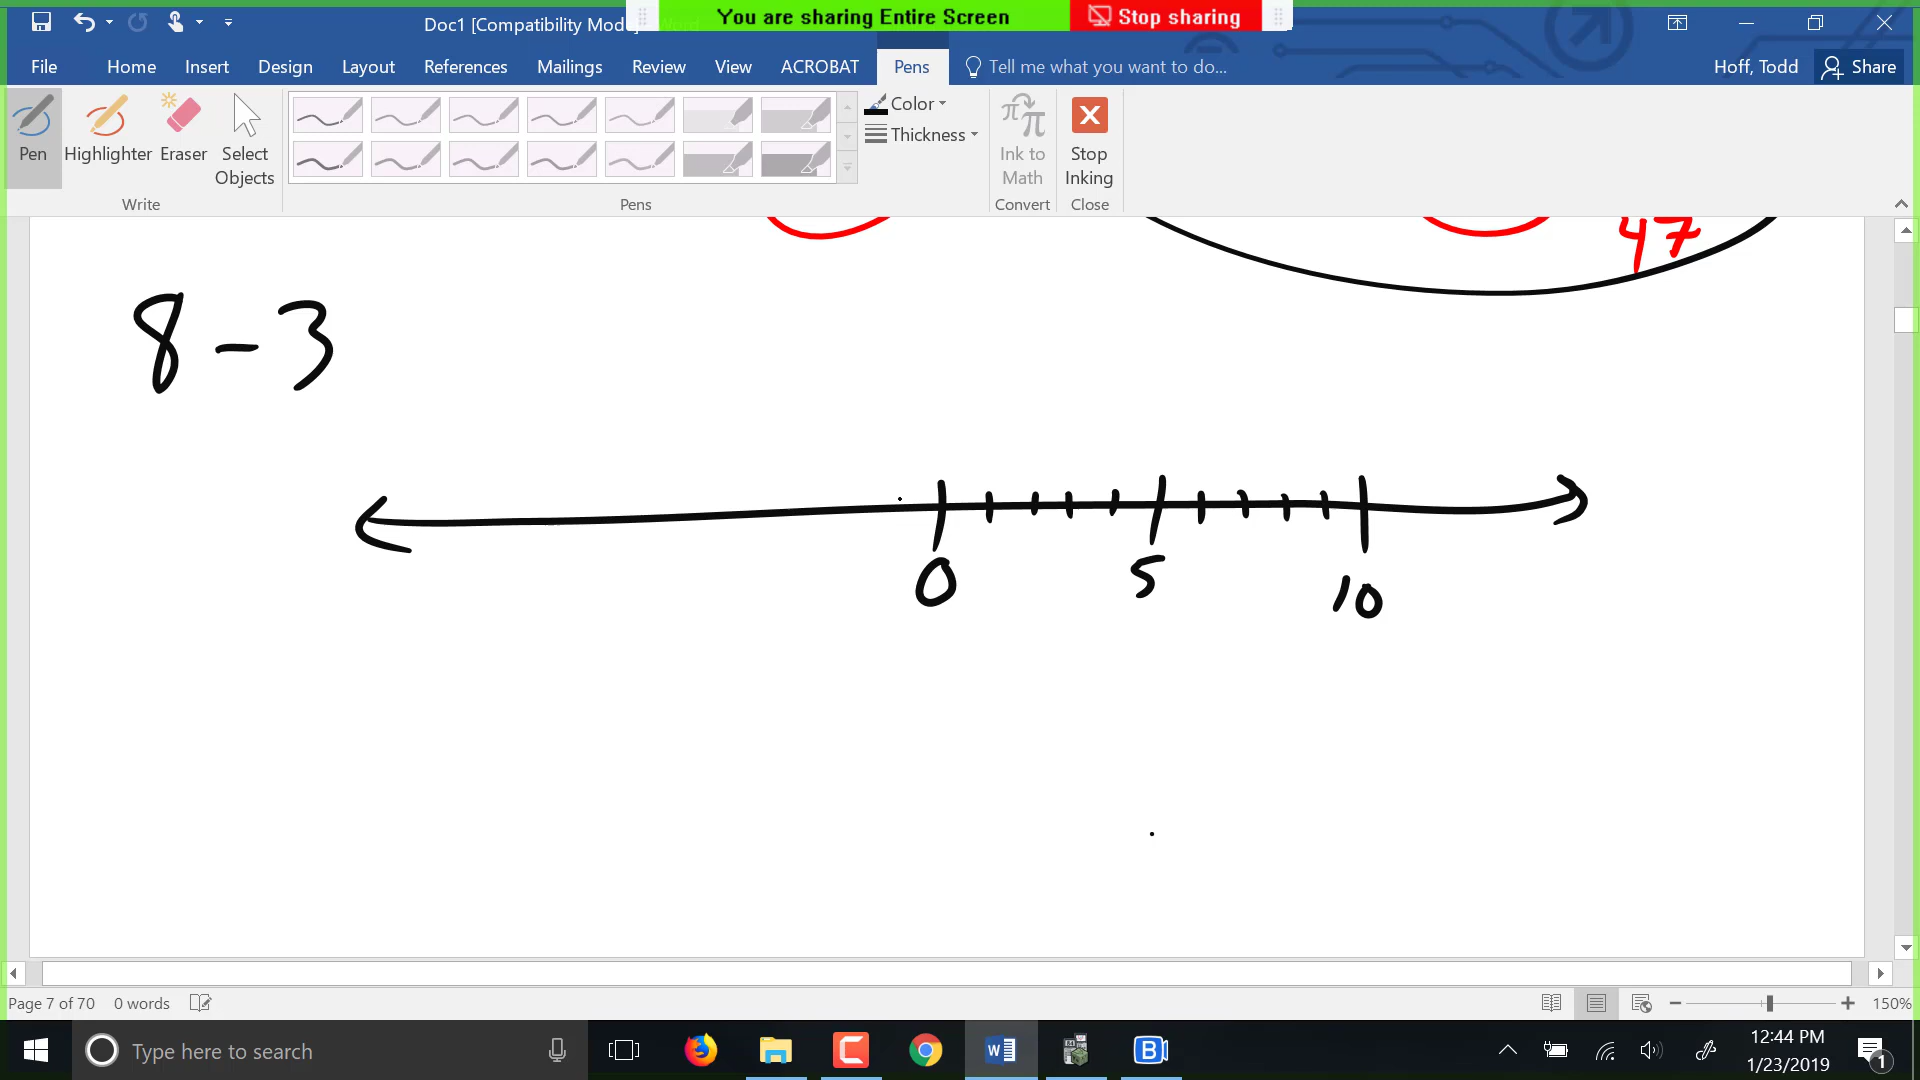 You are sharing Entire Screen
Stop sharing
Doc1 [Compatibility Mod
File Home Insert Design Layout References Mailings Review View ACROBAT Pens Tell me what you want to do... Hoff, Todd Share
Pen Highlighter Eraser Select Objects
Color
Thickness
Ink to Math
Stop Inking
Write Pens Convert Close
47
8 - 3
0 5 10
Page 7 of 70 0 words 150%
Type here to search
12:44 PM
1/23/2019
1